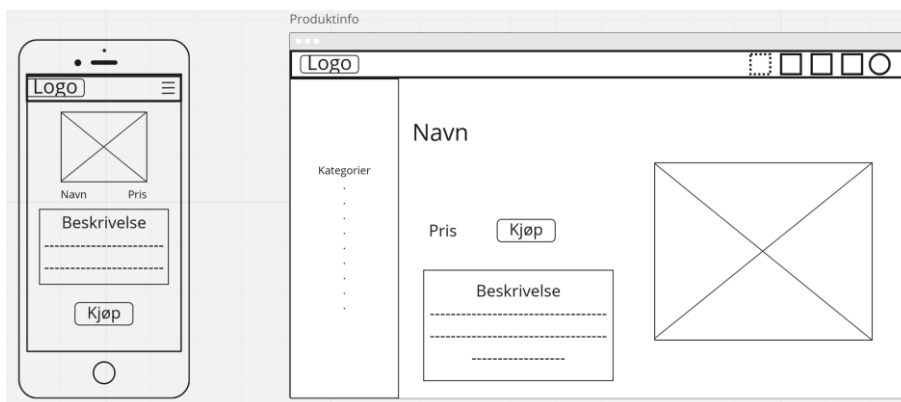 Produktinfo
Logo
Navn Pris
Beskrivelse
Kjøp
Logo
Kategorier
Navn
Pris Kjøp
Beskrivelse